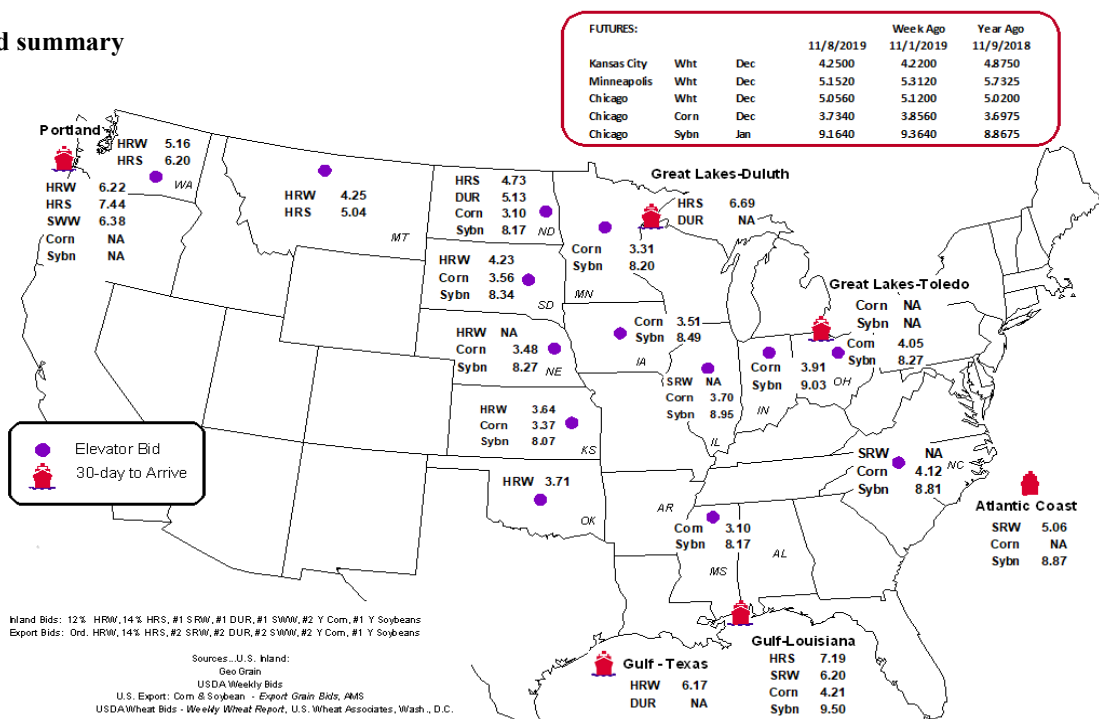 d summary
FUTURES: Week Ago Year Ago
11/8/2019 11/1/2019 11/9/2018
Kansas City Wht Dec 4.2500 4.2200 4.8750
Minneapolis Wht Dec 5.1520 5.3120 5.7325
Chicago Wht Dec 5.0560 5.1200 5.0200
Chicago Corn Dec 3.7340 3.8560 3.6975
Chicago Sybn Jan 9.1640 9.3640 8.8675
Portland
HRW 6.22
HRS 7.44
SWW 6.38
Corn NA
Sybn NA
HRW 5.16
HRS 6.20
WA
HRW 4.25
HRS 5.04
MT
HRS 4.73
DUR 5.13
Corn 3.10
Sybn 8.17
ND
HRW 4.23
Corn 3.56
Sybn 8.34
SD
HRW NA
Corn 3.48
Sybn 8.27
NE
HRW 3.64
Corn 3.37
Sybn 8.07
KS
HRW 3.71
OK
Great Lakes-Duluth
HRS 6.69
DUR NA
Corn 3.31
Sybn 8.20
MN
Corn 3.51
Sybn 8.49
IA
SRW NA
Corn 3.70
Sybn 8.95
IL
Great Lakes-Toledo
Corn NA
Sybn NA
Corn 4.05
Sybn 8.27
OH
Corn 3.91
Sybn 9.03
IN
SRW NA
Corn 4.12
Sybn 8.81
NC
Atlantic Coast
SRW 5.06
Corn NA
Sybn 8.87
AR
Corn 3.10
Sybn 8.17
MS
AL
Gulf-Louisiana
HRS 7.19
SRW 6.20
Corn 4.21
Sybn 9.50
Gulf - Texas
HRW 6.17
DUR NA
Elevator Bid
30-day to Arrive
Inland Bids: 12% HRW, 14% HRS, #1 SRW, #1 DUR, #1 SWW, #2 Y Corn, #1 Y Soybeans
Export Bids: Ord. HRW, 14% HRS, #2 SRW, #2 DUR, #2 SWW, #2 Y Corn, #1 Y Soybeans
Sources...U.S. Inland:
Geo Grain
USDA Weekly Bids
U.S. Export: Corn & Soybean - Export Grain Bids, AMS
USDA Wheat Bids - Weekly Wheat Report, U.S. Wheat Associates, Wash., D.C.